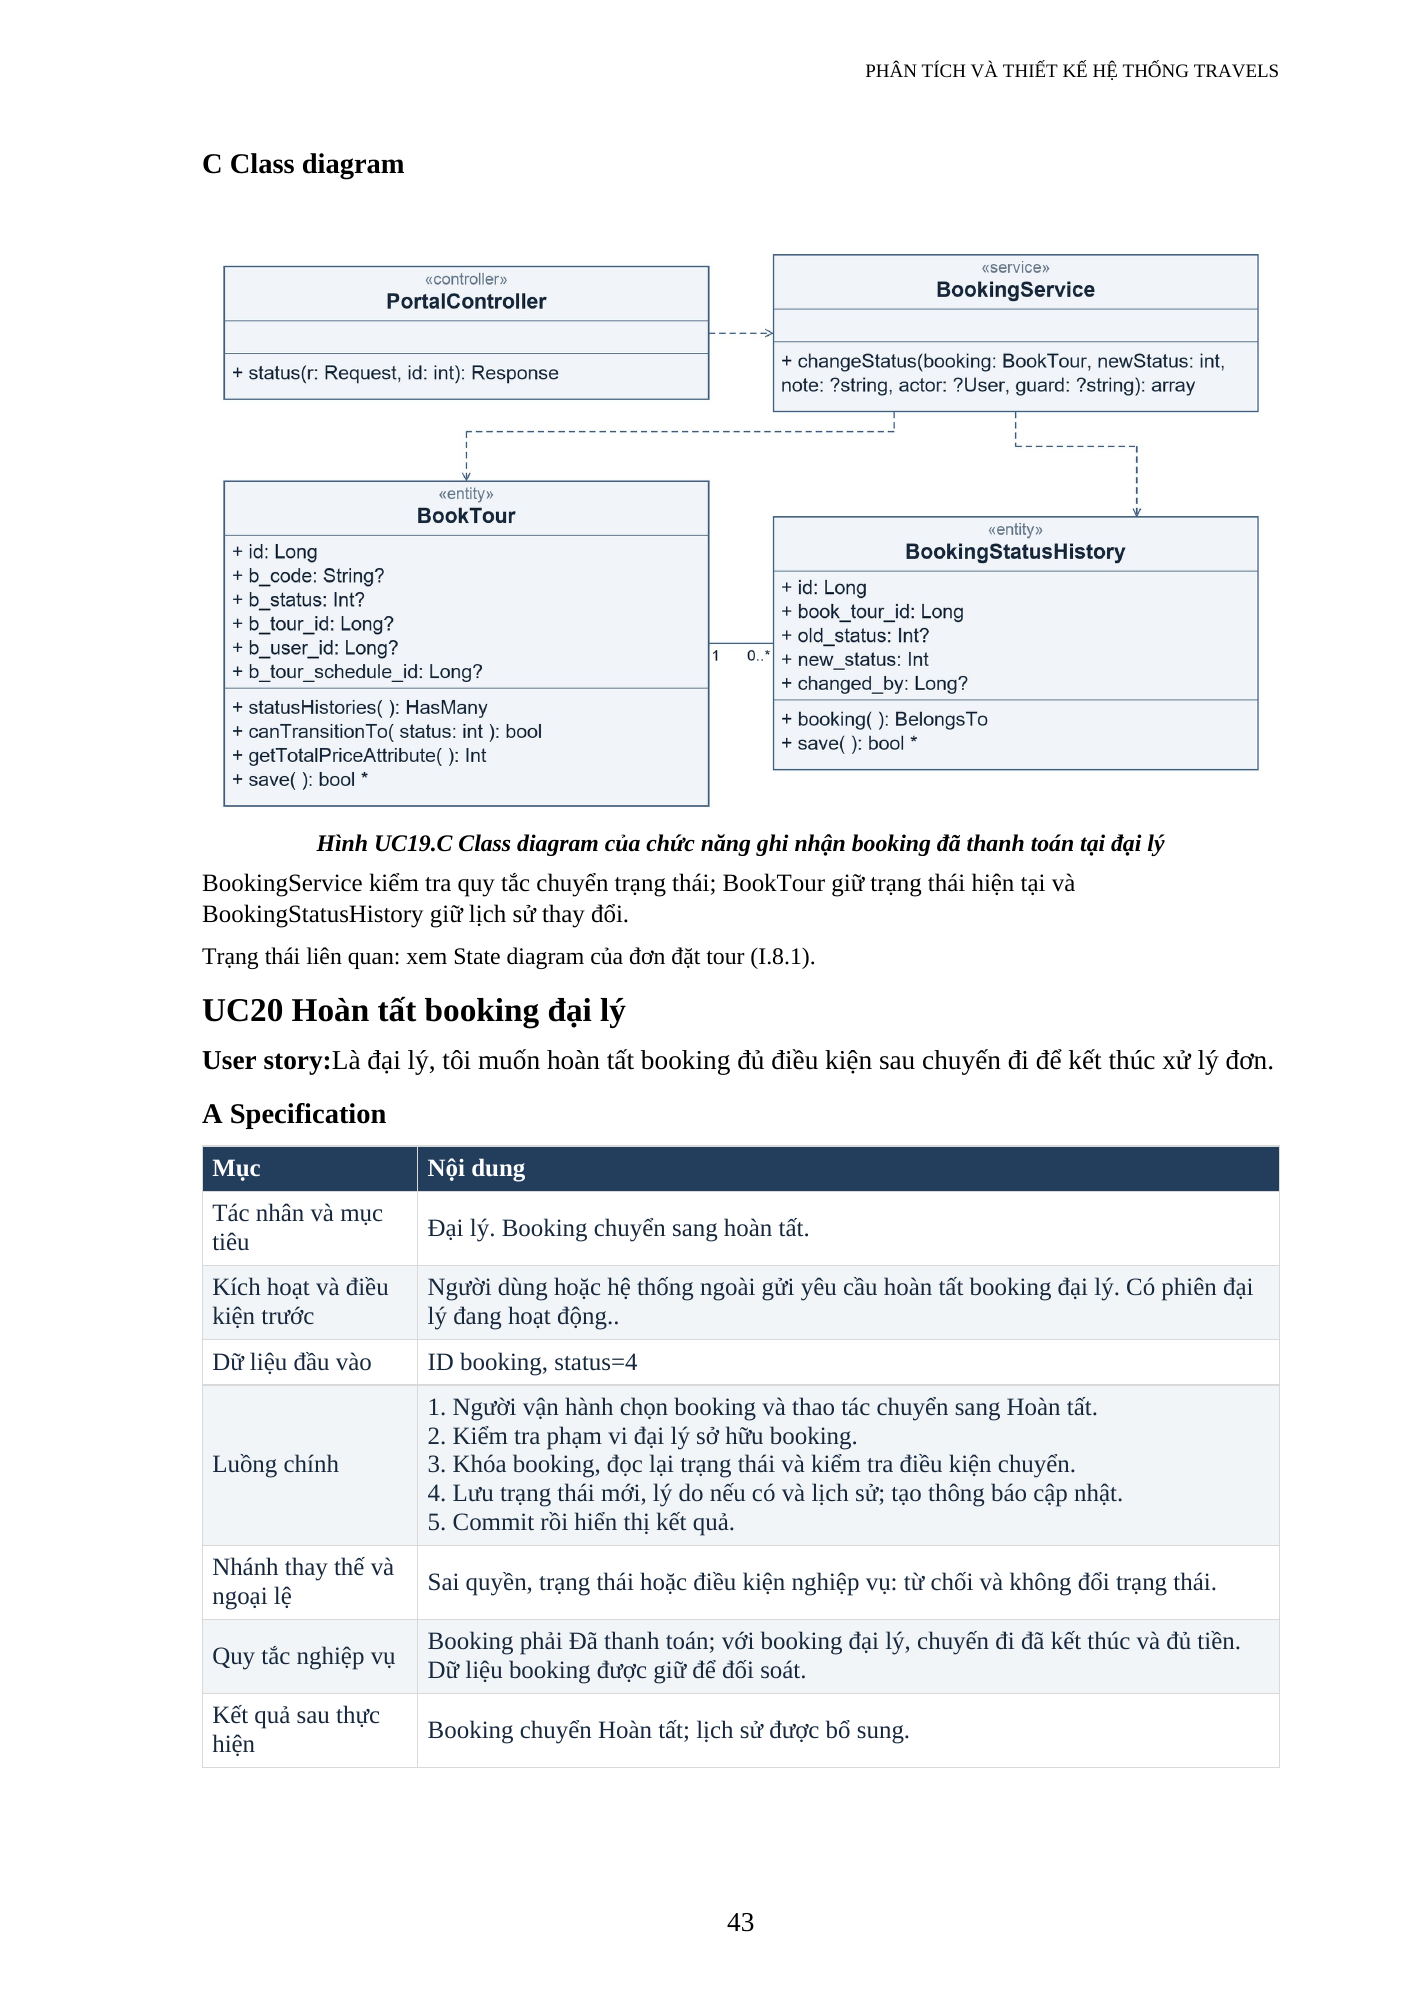 PHÂN TÍCH VÀ THIẾT KẾ HỆ THỐNG TRAVELS
C Class diagram
«controller»
PortalController
+ status(r: Request, id: int): Response
«service»
BookingService
+ changeStatus(booking: BookTour, newStatus: int,
note: ?string, actor: ?User, guard: ?string): array
«entity»
BookTour
+ id: Long
+ b_code: String?
+ b_status: Int?
+ b_tour_id: Long?
+ b_user_id: Long?
+ b_tour_schedule_id: Long?
+ statusHistories( ): HasMany
+ canTransitionTo( status: int ): bool
+ getTotalPriceAttribute( ): Int
+ save( ): bool *
1 0..*
«entity»
BookingStatusHistory
+ id: Long
+ book_tour_id: Long
+ old_status: Int?
+ new_status: Int
+ changed_by: Long?
+ booking( ): BelongsTo
+ save( ): bool *
Hình UC19.C Class diagram của chức năng ghi nhận booking đã thanh toán tại đại lý
BookingService kiểm tra quy tắc chuyển trạng thái; BookTour giữ trạng thái hiện tại và
BookingStatusHistory giữ lịch sử thay đổi.
Trạng thái liên quan: xem State diagram của đơn đặt tour (I.8.1).
UC20 Hoàn tất booking đại lý
User story:Là đại lý, tôi muốn hoàn tất booking đủ điều kiện sau chuyến đi để kết thúc xử lý đơn.
A Specification
Mục
Nội dung
Tác nhân và mục
tiêu
Đại lý. Booking chuyển sang hoàn tất.
Kích hoạt và điều
kiện trước
Người dùng hoặc hệ thống ngoài gửi yêu cầu hoàn tất booking đại lý. Có phiên đại
lý đang hoạt động..
Dữ liệu đầu vào
ID booking, status=4
Luồng chính
1. Người vận hành chọn booking và thao tác chuyển sang Hoàn tất.
2. Kiểm tra phạm vi đại lý sở hữu booking.
3. Khóa booking, đọc lại trạng thái và kiểm tra điều kiện chuyển.
4. Lưu trạng thái mới, lý do nếu có và lịch sử; tạo thông báo cập nhật.
5. Commit rồi hiển thị kết quả.
Nhánh thay thế và
ngoại lệ
Sai quyền, trạng thái hoặc điều kiện nghiệp vụ: từ chối và không đổi trạng thái.
Quy tắc nghiệp vụ
Booking phải Đã thanh toán; với booking đại lý, chuyến đi đã kết thúc và đủ tiền.
Dữ liệu booking được giữ để đối soát.
Kết quả sau thực
hiện
Booking chuyển Hoàn tất; lịch sử được bổ sung.
43